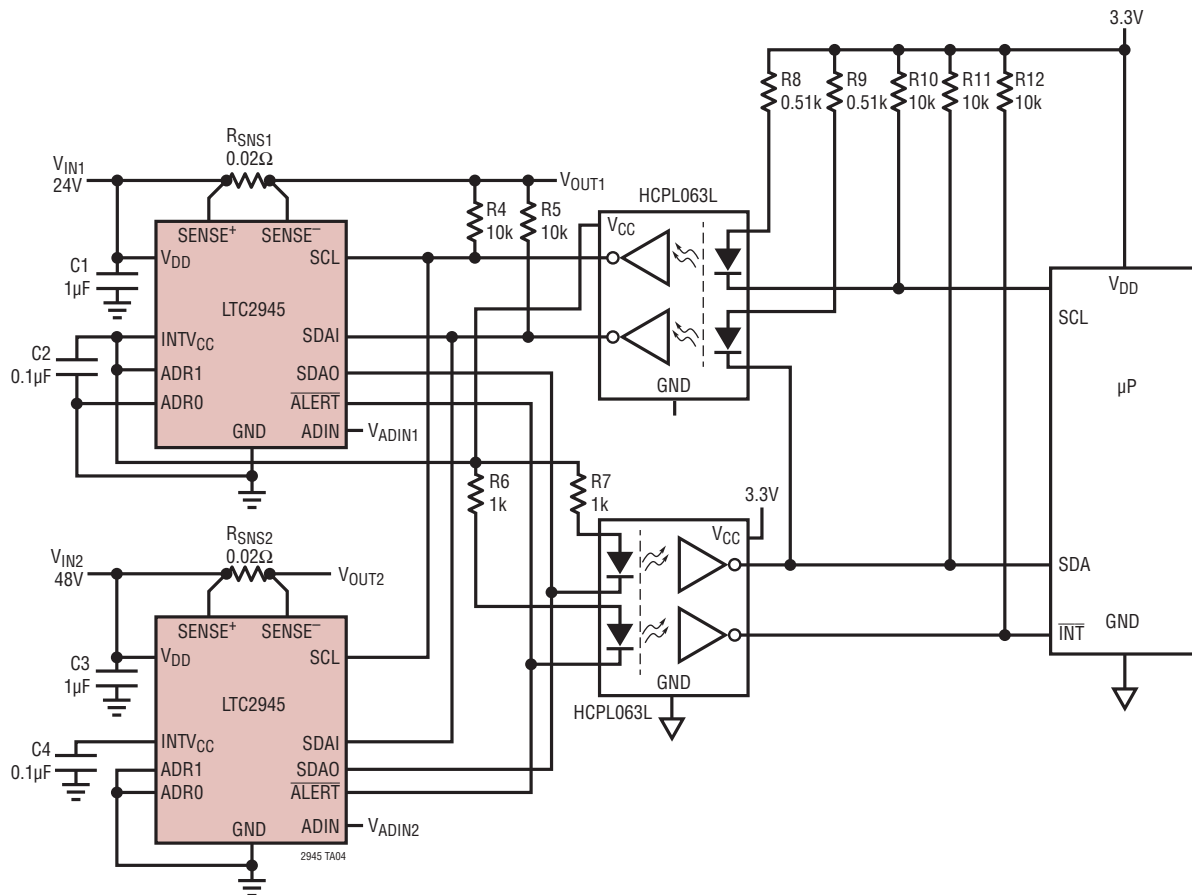 3.3V
R8
0.51k
R9
0.51k
R10
10k
R11
10k
R12
10k
RSNS1
0.02Ω
VIN1
24V
VOUT1
R4
10k
R5
10k
HCPL063L
VCC
GND
SENSE+
SENSE–
VDD
SCL
C1
1µF
LTC2945
INTVCC
SDAI
C2
0.1µF
ADR1
SDAO
ADR0
ALERT
GND
ADIN
VADIN1
VDD
SCL
µP
SDA
GND
INT
R6
1k
R7
1k
3.3V
VCC
GND
HCPL063L
RSNS2
0.02Ω
VIN2
48V
VOUT2
SENSE+
SENSE–
VDD
SCL
C3
1µF
LTC2945
C4
0.1µF
INTVCC
SDAI
ADR1
SDAO
ADR0
ALERT
GND
ADIN
VADIN2
2945 TA04